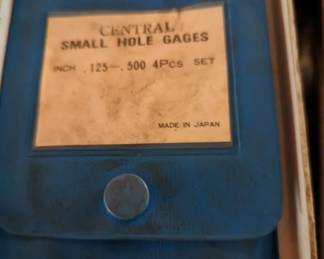 CENTRAL
SMALL HOLE GAGES
INCH .125—.500 4Pcs SET
MADE IN JAPAN